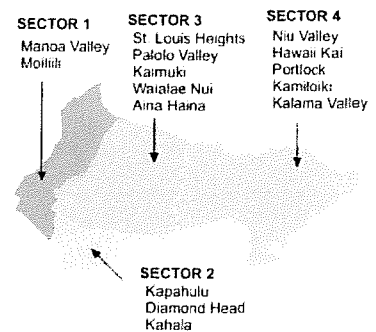 SECTOR 1
Manoa Valley
Moiliili
SECTOR 3
St. Louis Heights
Palolo Valley
Kaimuki
Waialae Nui
Aina Haina
SECTOR 4
Niu Valley
Hawaii Kai
Portlock
Kamiloiki
Kalama Valley
SECTOR 2
Kapahulu
Diamond Head
Kahala